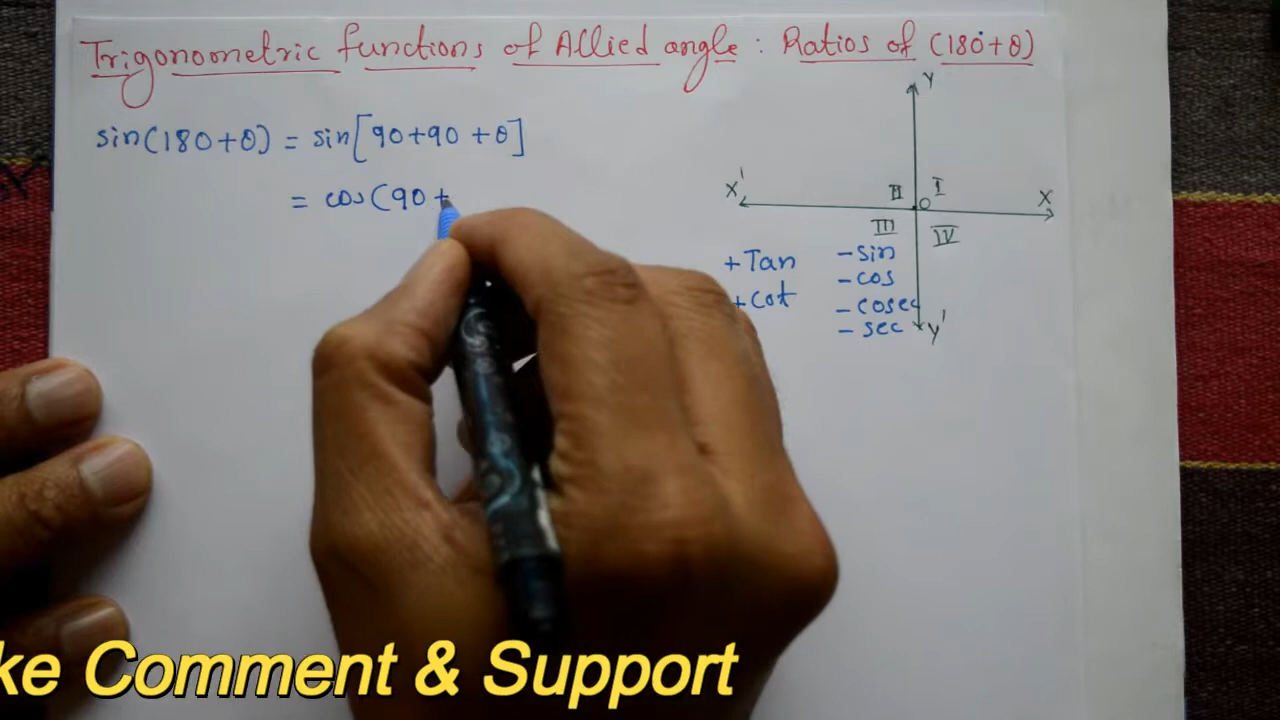 Trigonometric functions of Allied angle : Ratios of (180°+θ)
sin(180+θ) = sin[90+90+θ]
= cos(90+
Y
X'
II
I
O
X
III
IV
+Tan
-sin
-cos
+cot
-cosec
-sec
Y'
Comment & Support